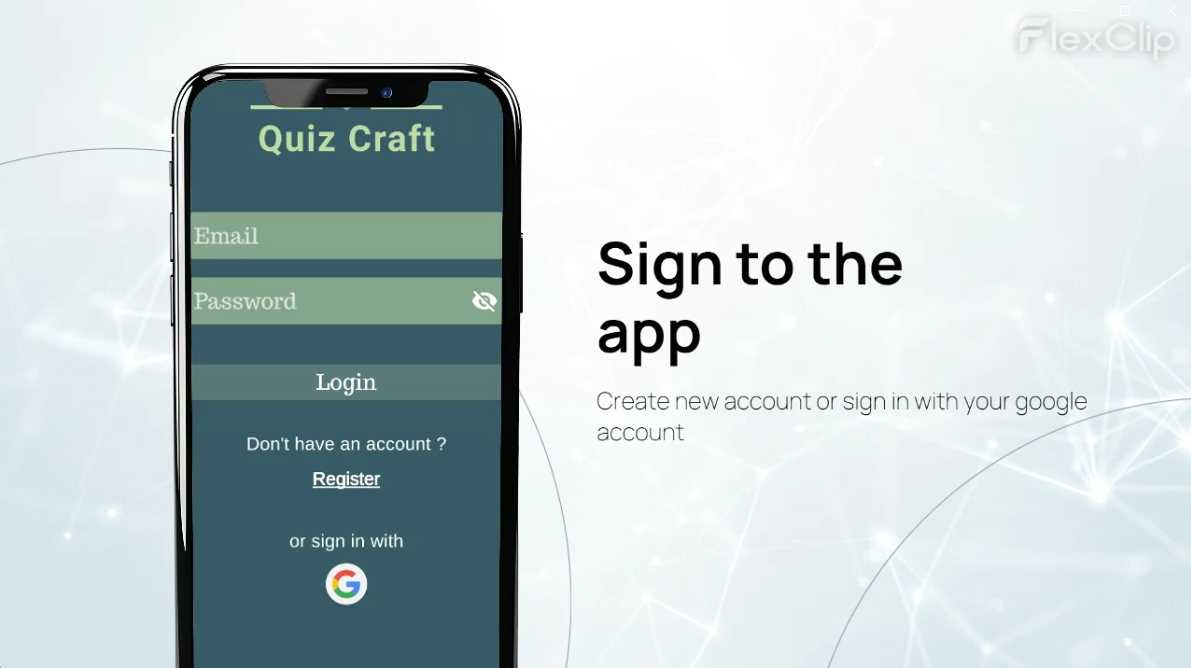 FlexClip
Quiz Craft
Email
Password
Login
Don't have an account ?
Register
or sign in with
G
Sign to the
app
Create new account or sign in with your google
account